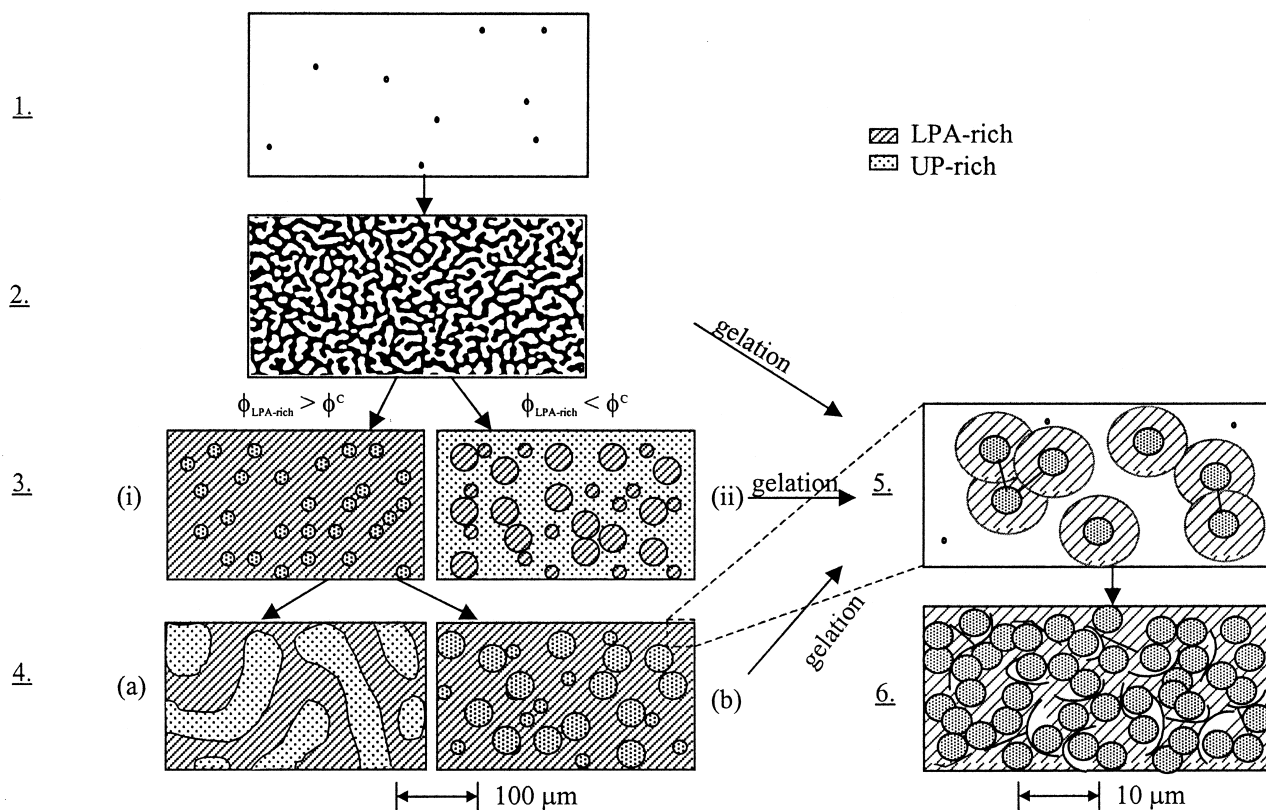 1.
LPA-rich
UP-rich
2.
gelation
ϕLPA-rich > ϕc
ϕLPA-rich < ϕc
3.
(i)
(ii)
gelation
5.
4.
(a)
(b)
gelation
6.
100 μm
10 μm